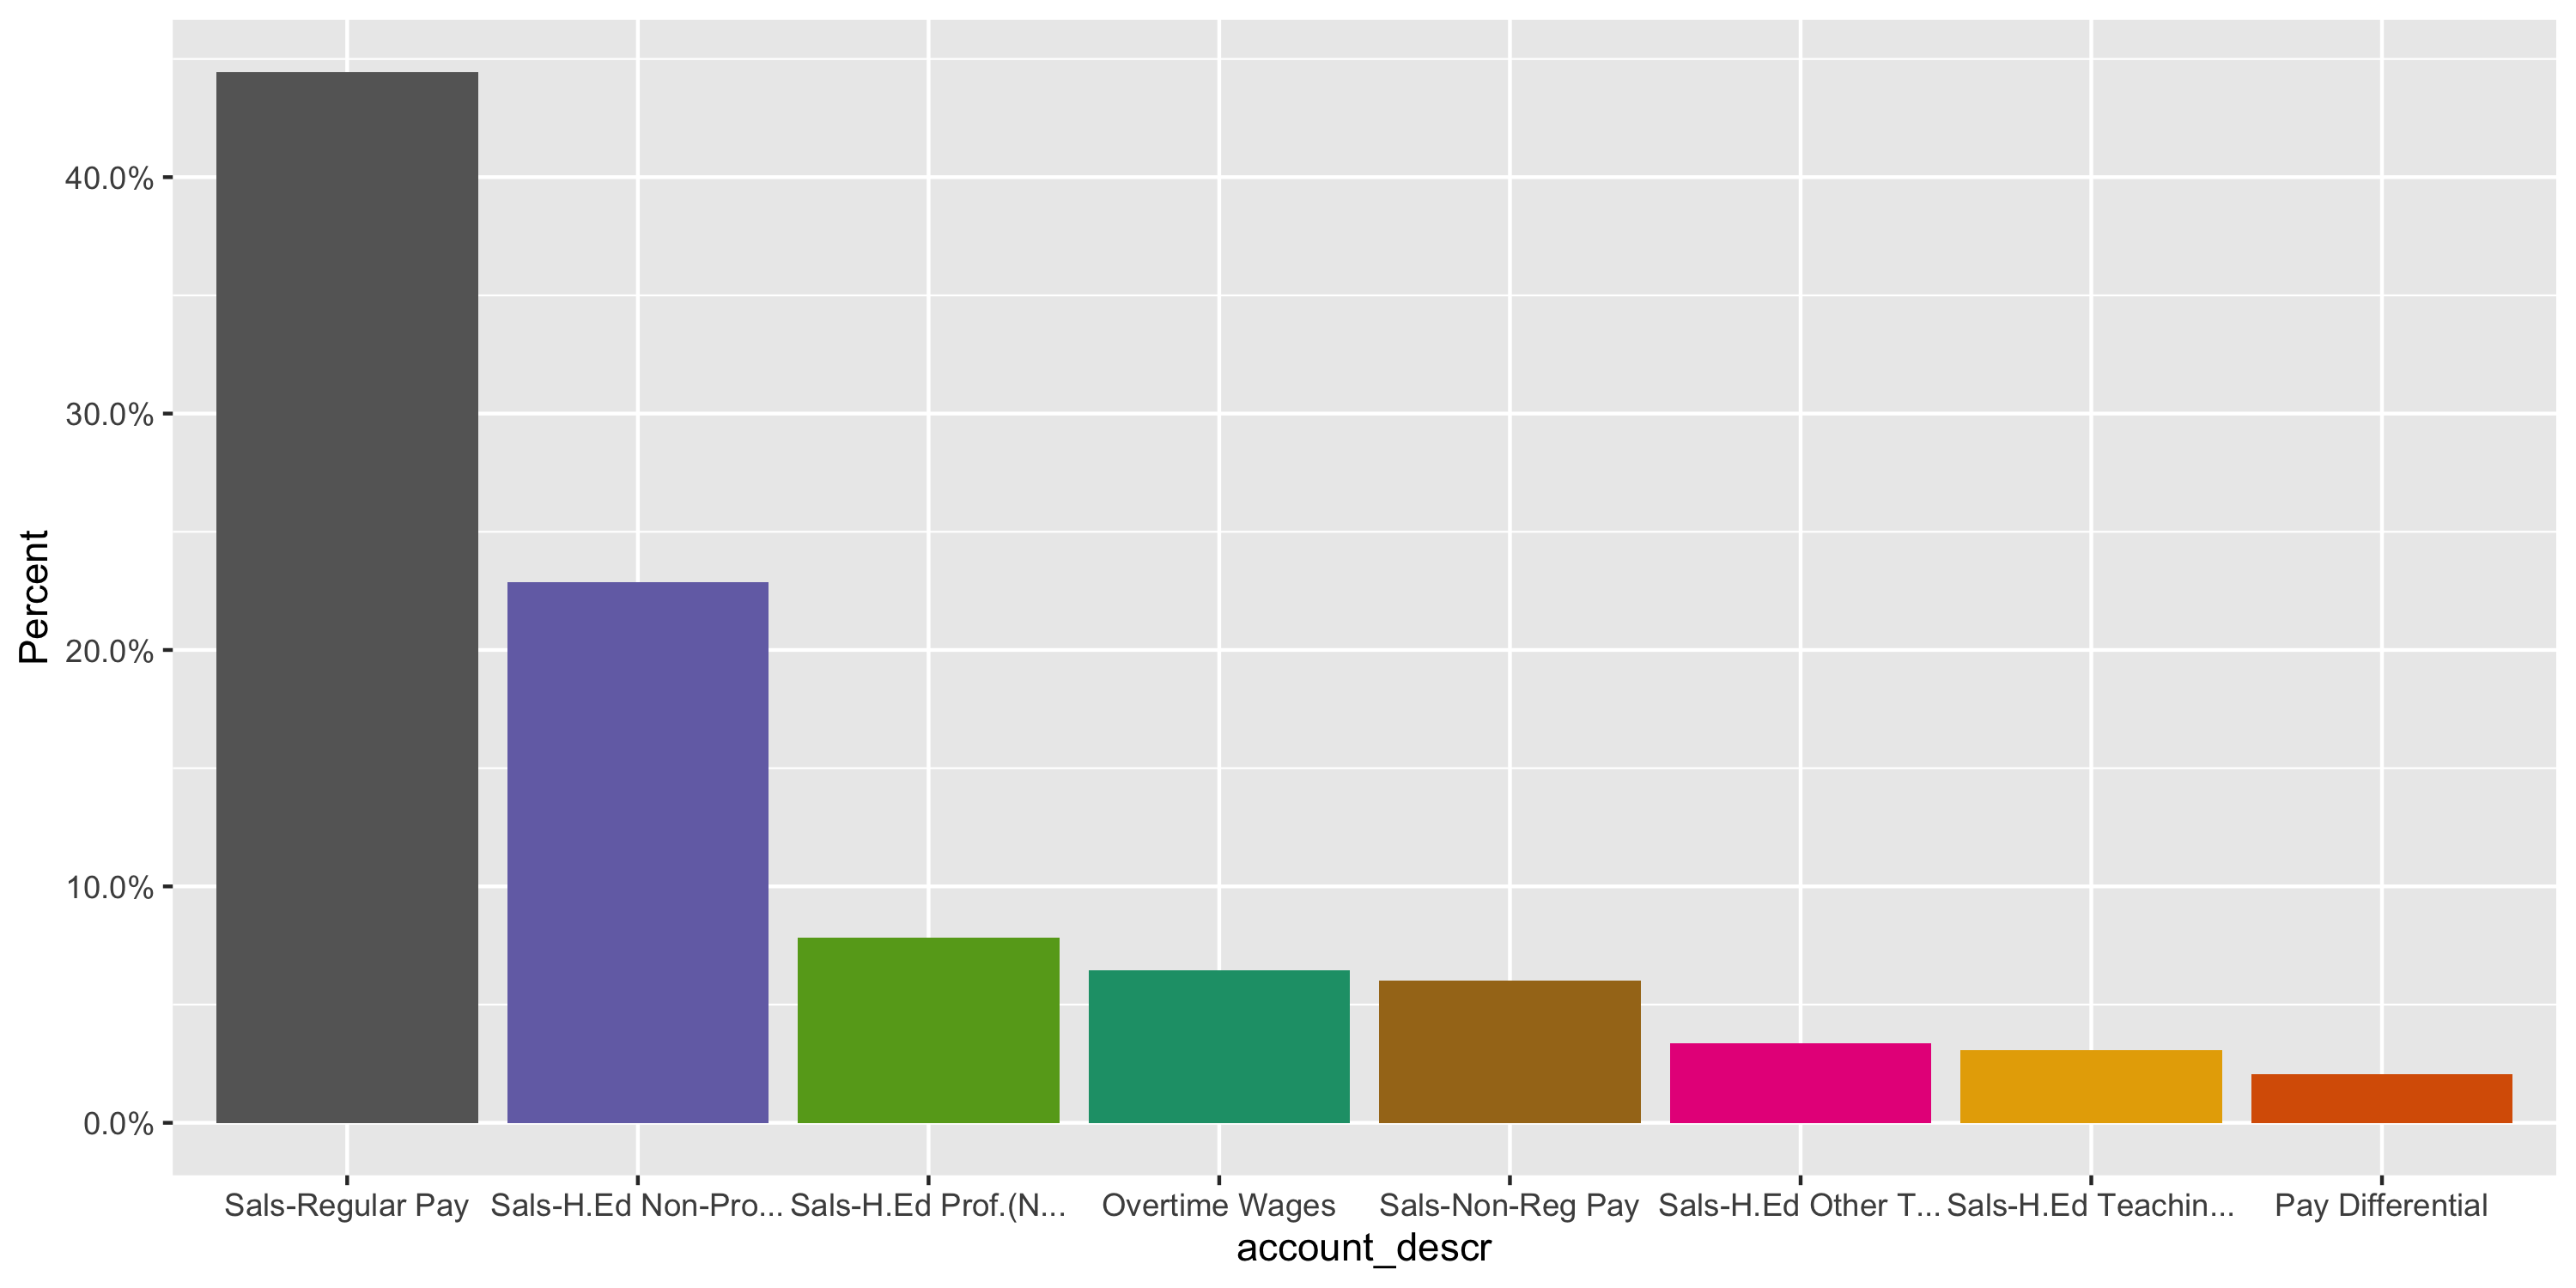 Percent
40.0%
30.0%
20.0%
10.0%
0.0%
Sals-Regular Pay
Sals-H.Ed Non-Pro...
Sals-H.Ed Prof.(N...
Overtime Wages
Sals-Non-Reg Pay
Sals-H.Ed Other T...
Sals-H.Ed Teachin...
Pay Differential
account_descr